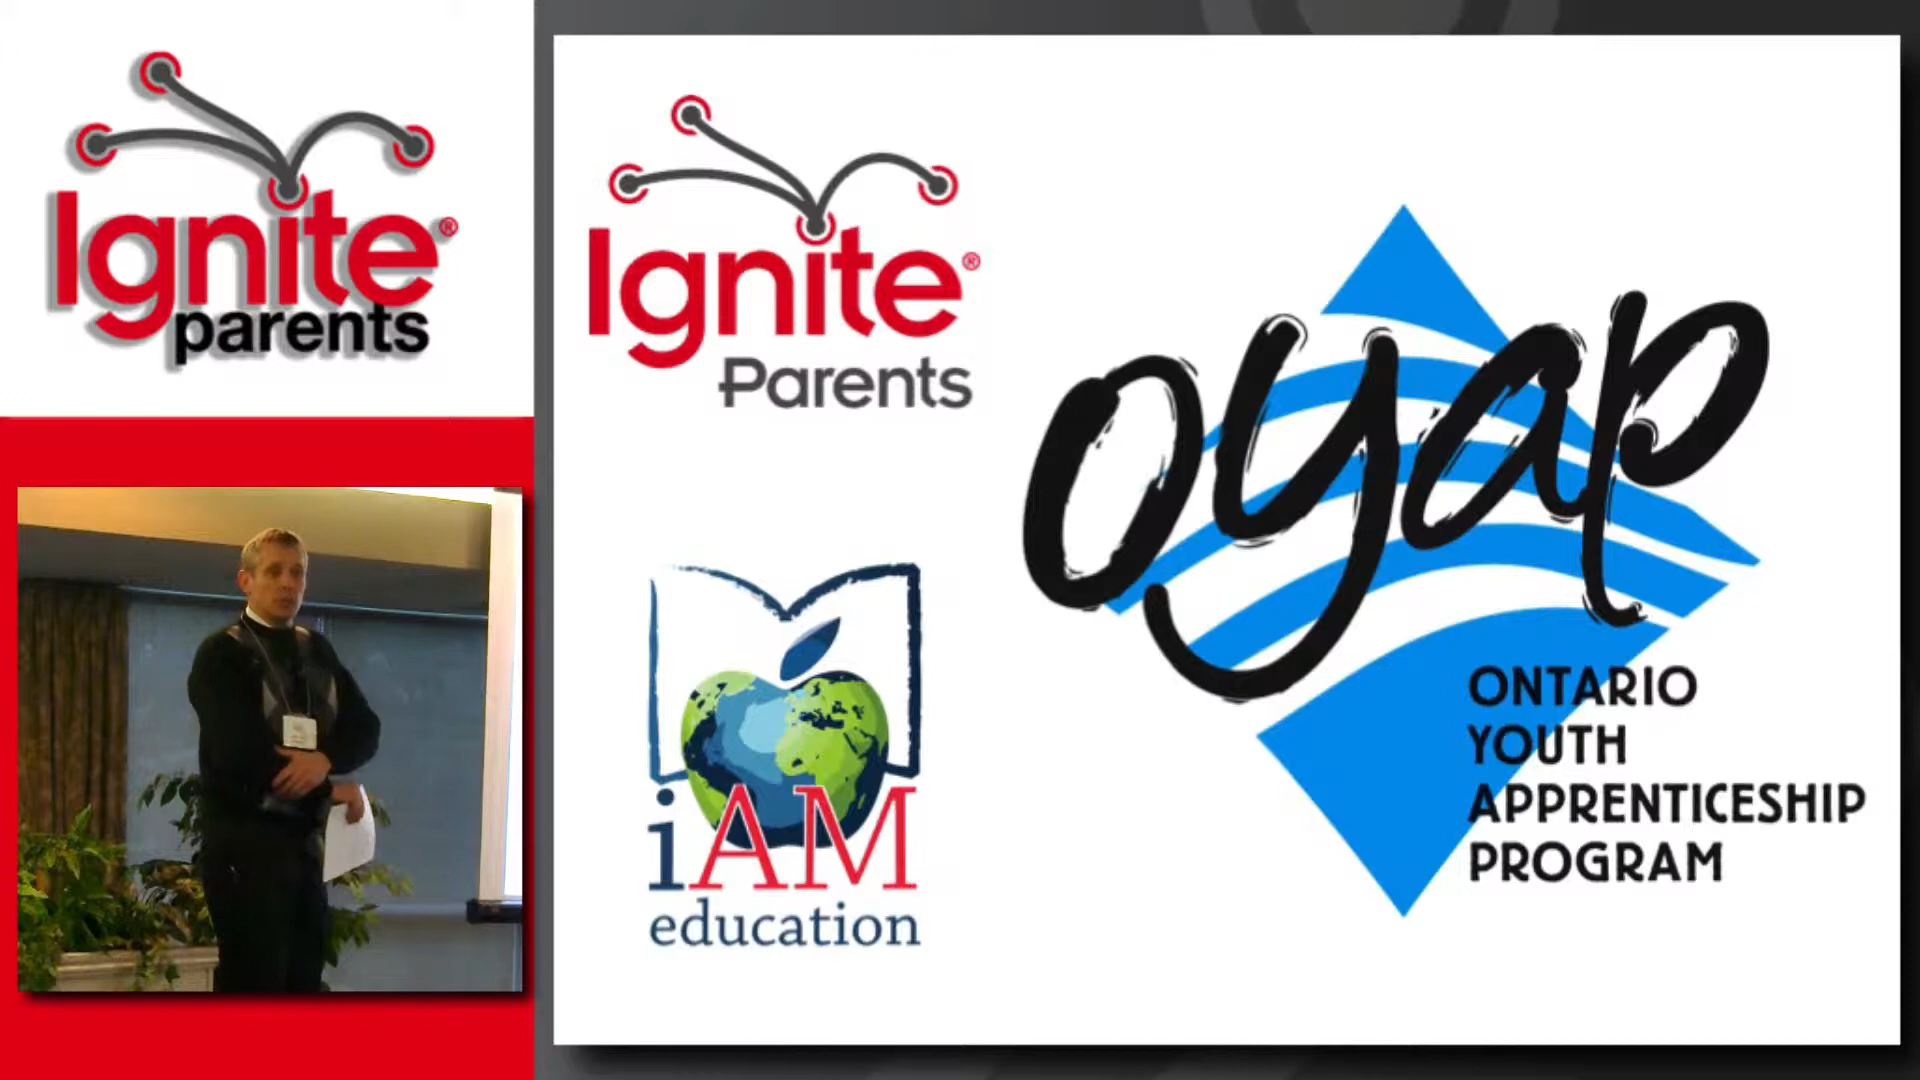 Ignite®
parents
Ignite®
Parents
oyap
ONTARIO
YOUTH
APPRENTICESHIP
PROGRAM
iAM
education